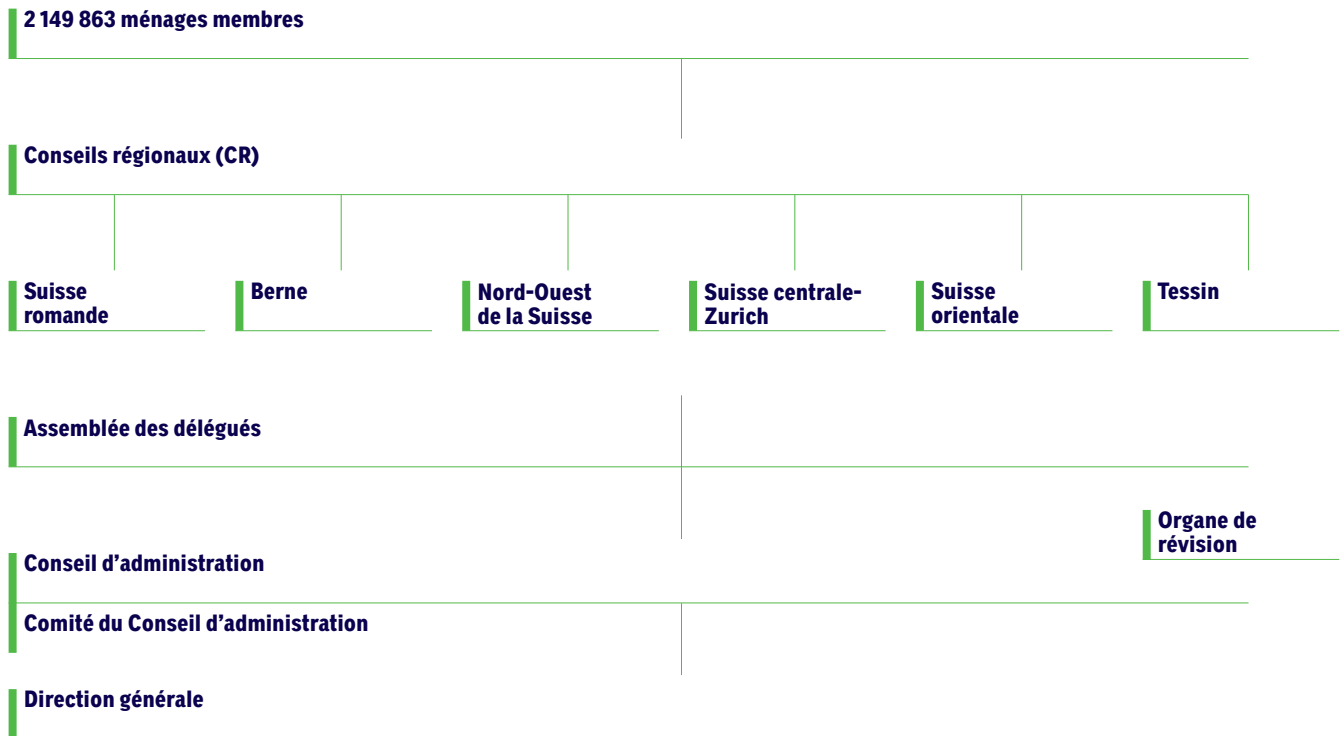 2 149 863 ménages membres
Conseils régionaux (CR)
Suisse
romande
Berne
Nord-Ouest
de la Suisse
Suisse centrale-
Zurich
Suisse
orientale
Tessin
Assemblée des délégués
Organe de
révision
Conseil d’administration
Comité du Conseil d’administration
Direction générale